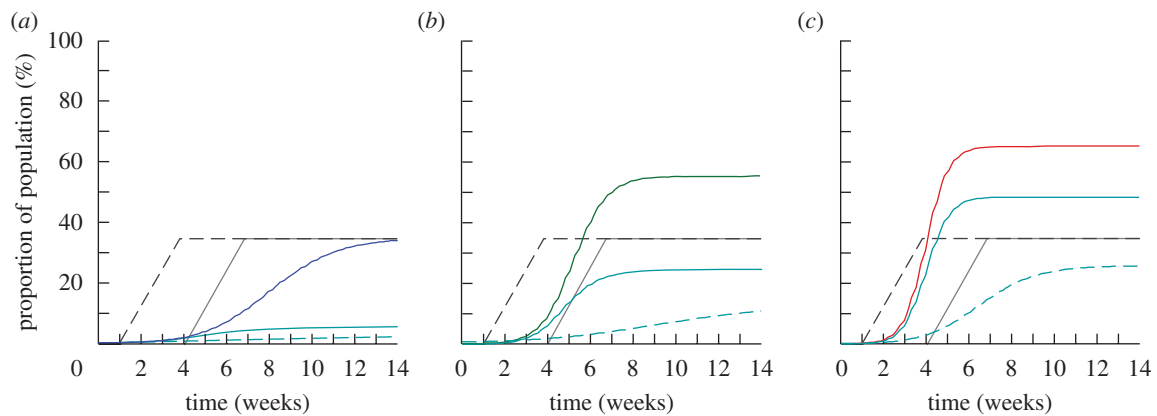 (a) (b) (c)
proportion of population (%)
100
80
60
40
20
0 2 4 6 8 10 12 14
0 2 4 6 8 10 12 14
0 2 4 6 8 10 12 14
time (weeks) time (weeks) time (weeks)